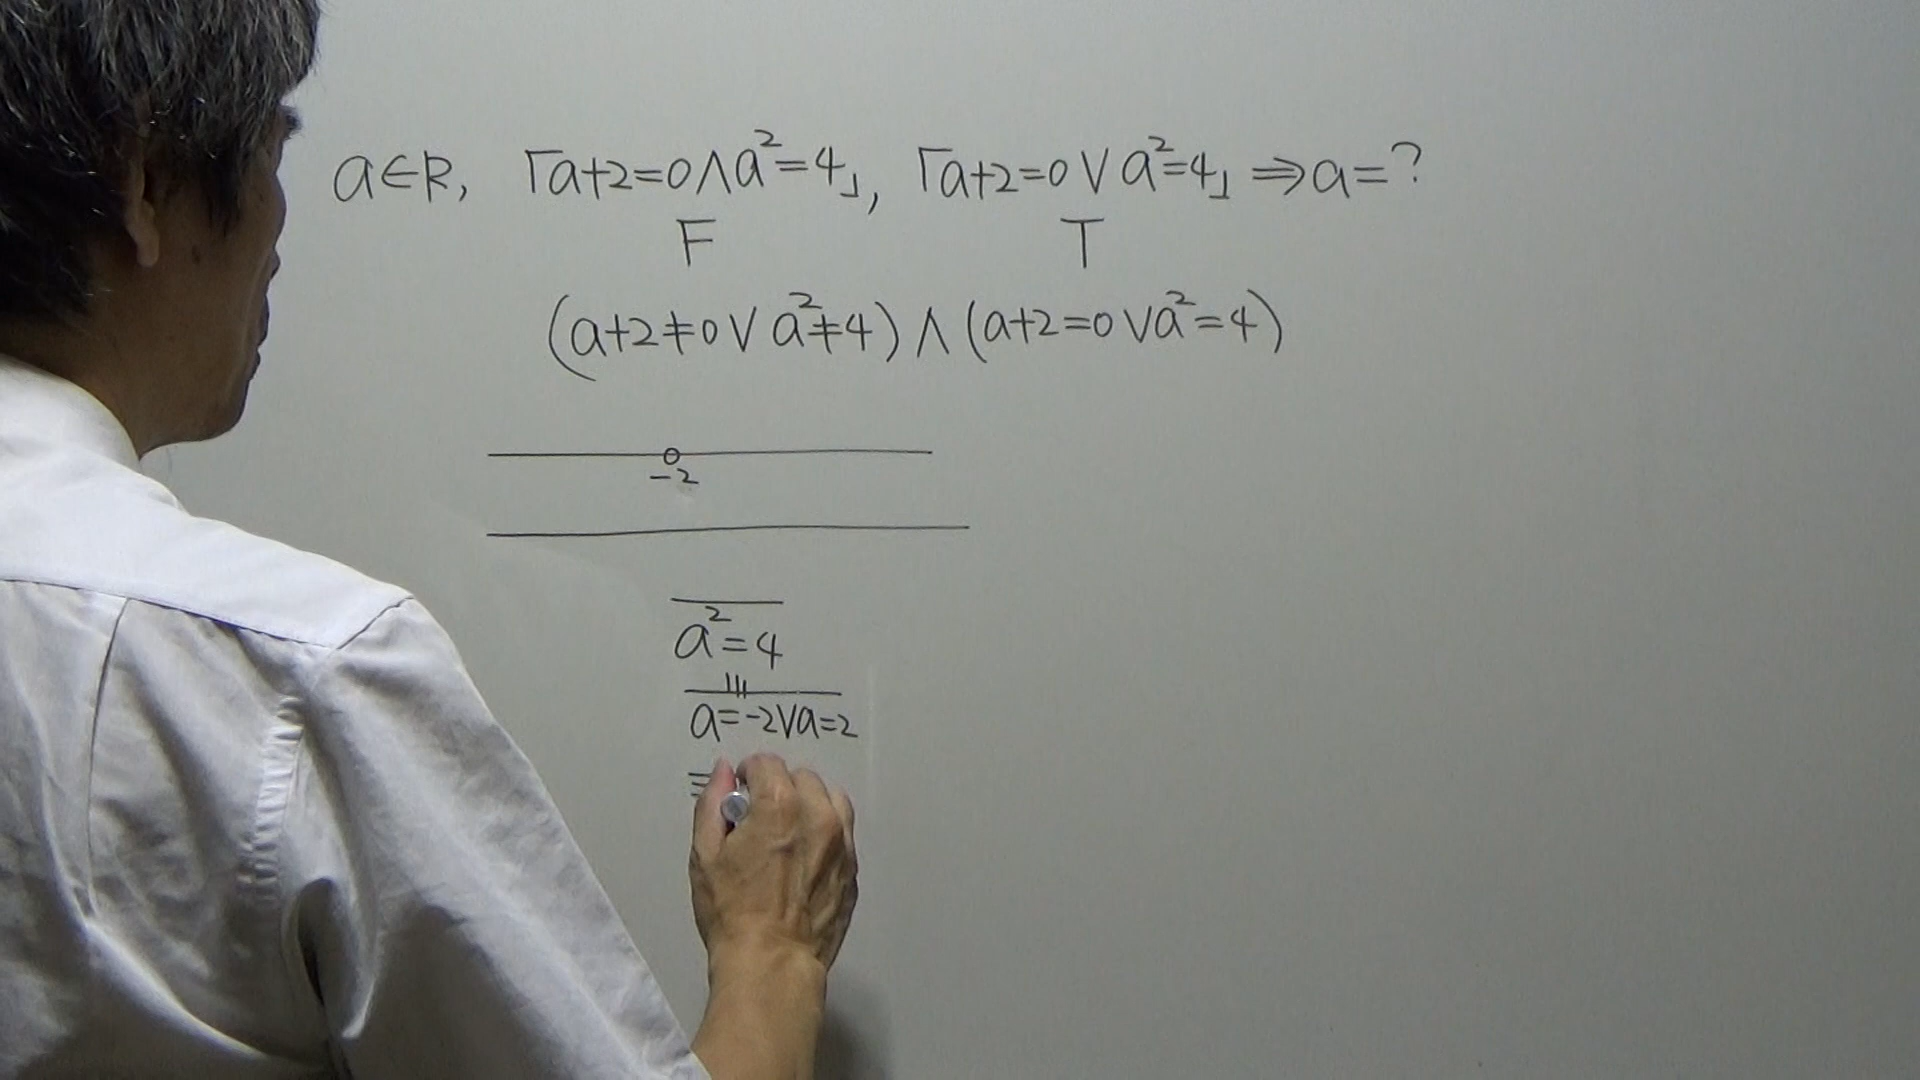 a∈R, 「a+2=0∧a²=4」, 「a+2=0∨a²=4」⇒a=?
F T
(a+2≠0∨a²≠4)∧(a+2=0∨a²=4)
-2
a²=4
≡
a=-2∨a=2
≡